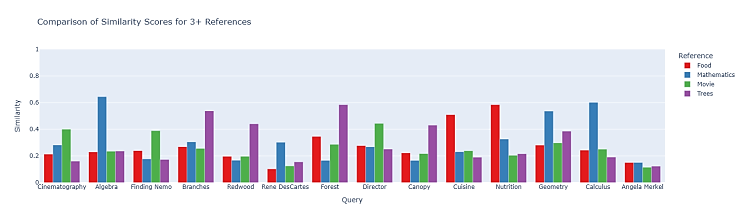 Comparison of Similarity Scores for 3+ References
Reference
Food
Mathematics
Movie
Trees
Similarity
1
0.8
0.6
0.4
0.2
0
Cinematography Algebra Finding Nemo Branches Redwood Rene DesCartes Forest Director Canopy Cuisine Nutrition Geometry Calculus Angela Merkel
Query